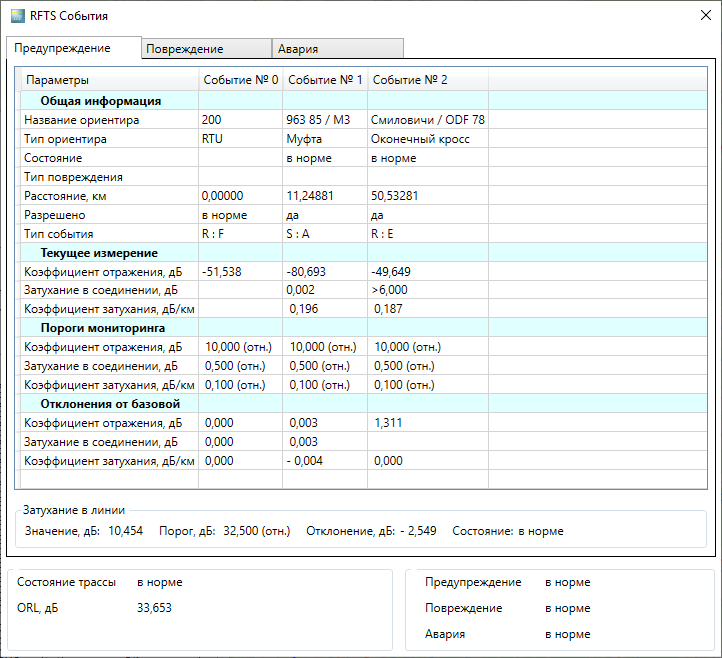 RFTS События
Предупреждение Повреждение Авария
Параметры Событие № 0 Событие № 1 Событие № 2
Общая информация
Название ориентира 200 963 85 / М3 Смиловичи / ODF 78
Тип ориентира RTU Муфта Оконечный кросс
Состояние в норме в норме
Тип повреждения
Расстояние, км 0,00000 11,24881 50,53281
Разрешено в норме да да
Тип события R : F S : A R : E
Текущее измерение
Коэффициент отражения, дБ -51,538 -80,693 -49,649
Затухание в соединении, дБ 0,002 >6,000
Коэффициент затухания, дБ/км 0,196 0,187
Пороги мониторинга
Коэффициент отражения, дБ 10,000 (отн.) 10,000 (отн.) 10,000 (отн.)
Затухание в соединении, дБ 0,500 (отн.) 0,500 (отн.) 0,500 (отн.)
Коэффициент затухания, дБ/км 0,100 (отн.) 0,100 (отн.) 0,100 (отн.)
Отклонения от базовой
Коэффициент отражения, дБ 0,000 0,003 1,311
Затухание в соединении, дБ 0,000 0,003
Коэффициент затухания, дБ/км 0,000 - 0,004 0,000
Затухание в линии
Значение, дБ: 10,454 Порог, дБ: 32,500 (отн.) Отклонение, дБ: - 2,549 Состояние: в норме
Состояние трассы в норме
ORL, дБ 33,653
Предупреждение в норме
Повреждение в норме
Авария в норме